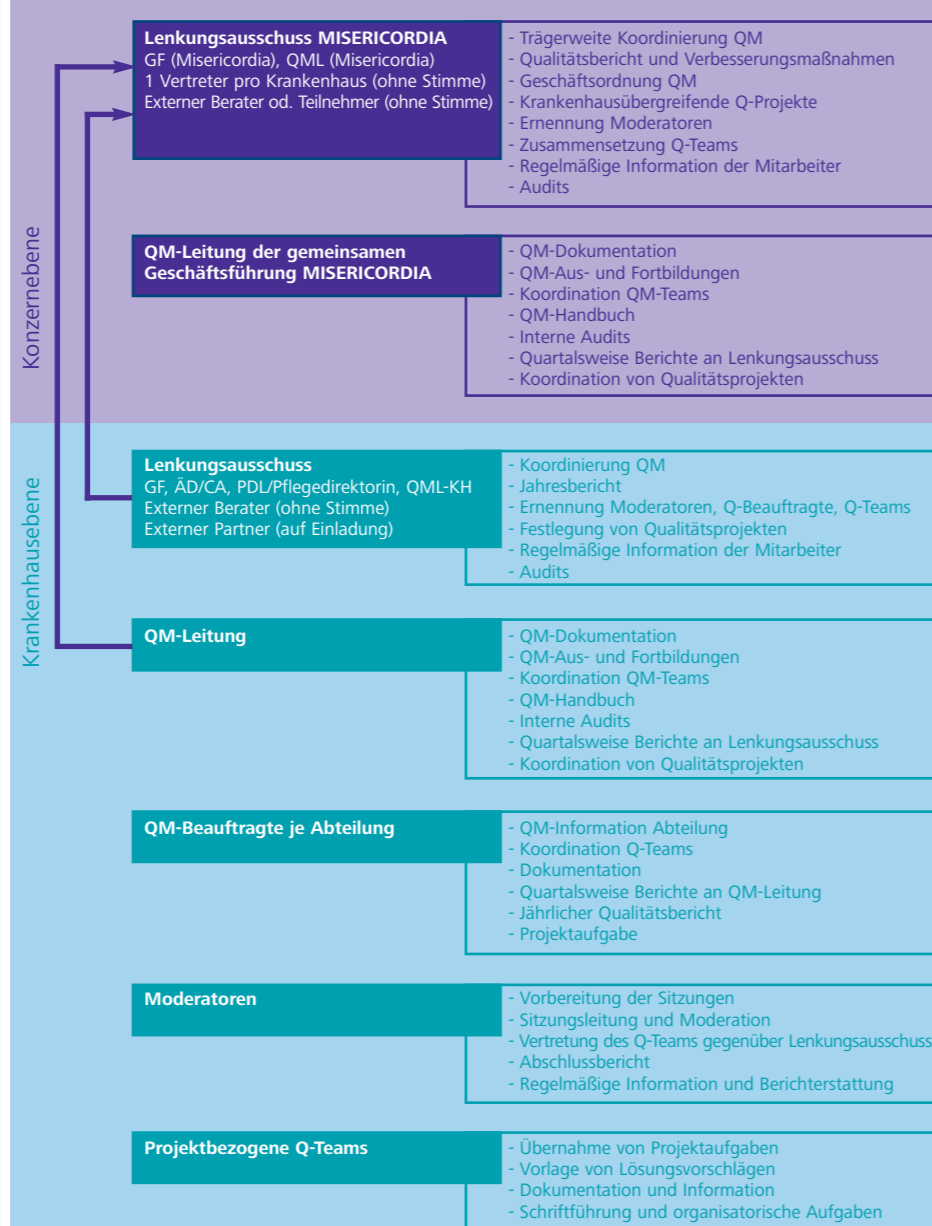 Konzernebene
Lenkungsausschuss MISERICORDIA
GF (Misericordia), QML (Misericordia)
1 Vertreter pro Krankenhaus (ohne Stimme)
Externer Berater od. Teilnehmer (ohne Stimme)
- Trägerweite Koordinierung QM
- Qualitätsbericht und Verbesserungsmaßnahmen
- Geschäftsordnung QM
- Krankenhausübergreifende Q-Projekte
- Ernennung Moderatoren
- Zusammensetzung Q-Teams
- Regelmäßige Information der Mitarbeiter
- Audits
QM-Leitung der gemeinsamen
Geschäftsführung MISERICORDIA
- QM-Dokumentation
- QM-Aus- und Fortbildungen
- Koordination QM-Teams
- QM-Handbuch
- Interne Audits
- Quartalsweise Berichte an Lenkungsausschuss
- Koordination von Qualitätsprojekten
Krankenhausebene
Lenkungsausschuss
GF, ÄD/CA, PDL/Pflegedirektorin, QML-KH
Externer Berater (ohne Stimme)
Externer Partner (auf Einladung)
- Koordinierung QM
- Jahresbericht
- Ernennung Moderatoren, Q-Beauftragte, Q-Teams
- Festlegung von Qualitätsprojekten
- Regelmäßige Information der Mitarbeiter
- Audits
QM-Leitung
- QM-Dokumentation
- QM-Aus- und Fortbildungen
- Koordination QM-Teams
- QM-Handbuch
- Interne Audits
- Quartalsweise Berichte an Lenkungsausschuss
- Koordination von Qualitätsprojekten
QM-Beauftragte je Abteilung
- QM-Information Abteilung
- Koordination Q-Teams
- Dokumentation
- Quartalsweise Berichte an QM-Leitung
- Jährlicher Qualitätsbericht
- Projektaufgabe
Moderatoren
- Vorbereitung der Sitzungen
- Sitzungsleitung und Moderation
- Vertretung des Q-Teams gegenüber Lenkungsausschuss
- Abschlussbericht
- Regelmäßige Information und Berichterstattung
Projektbezogene Q-Teams
- Übernahme von Projektaufgaben
- Vorlage von Lösungsvorschlägen
- Dokumentation und Information
- Schriftführung und organisatorische Aufgaben